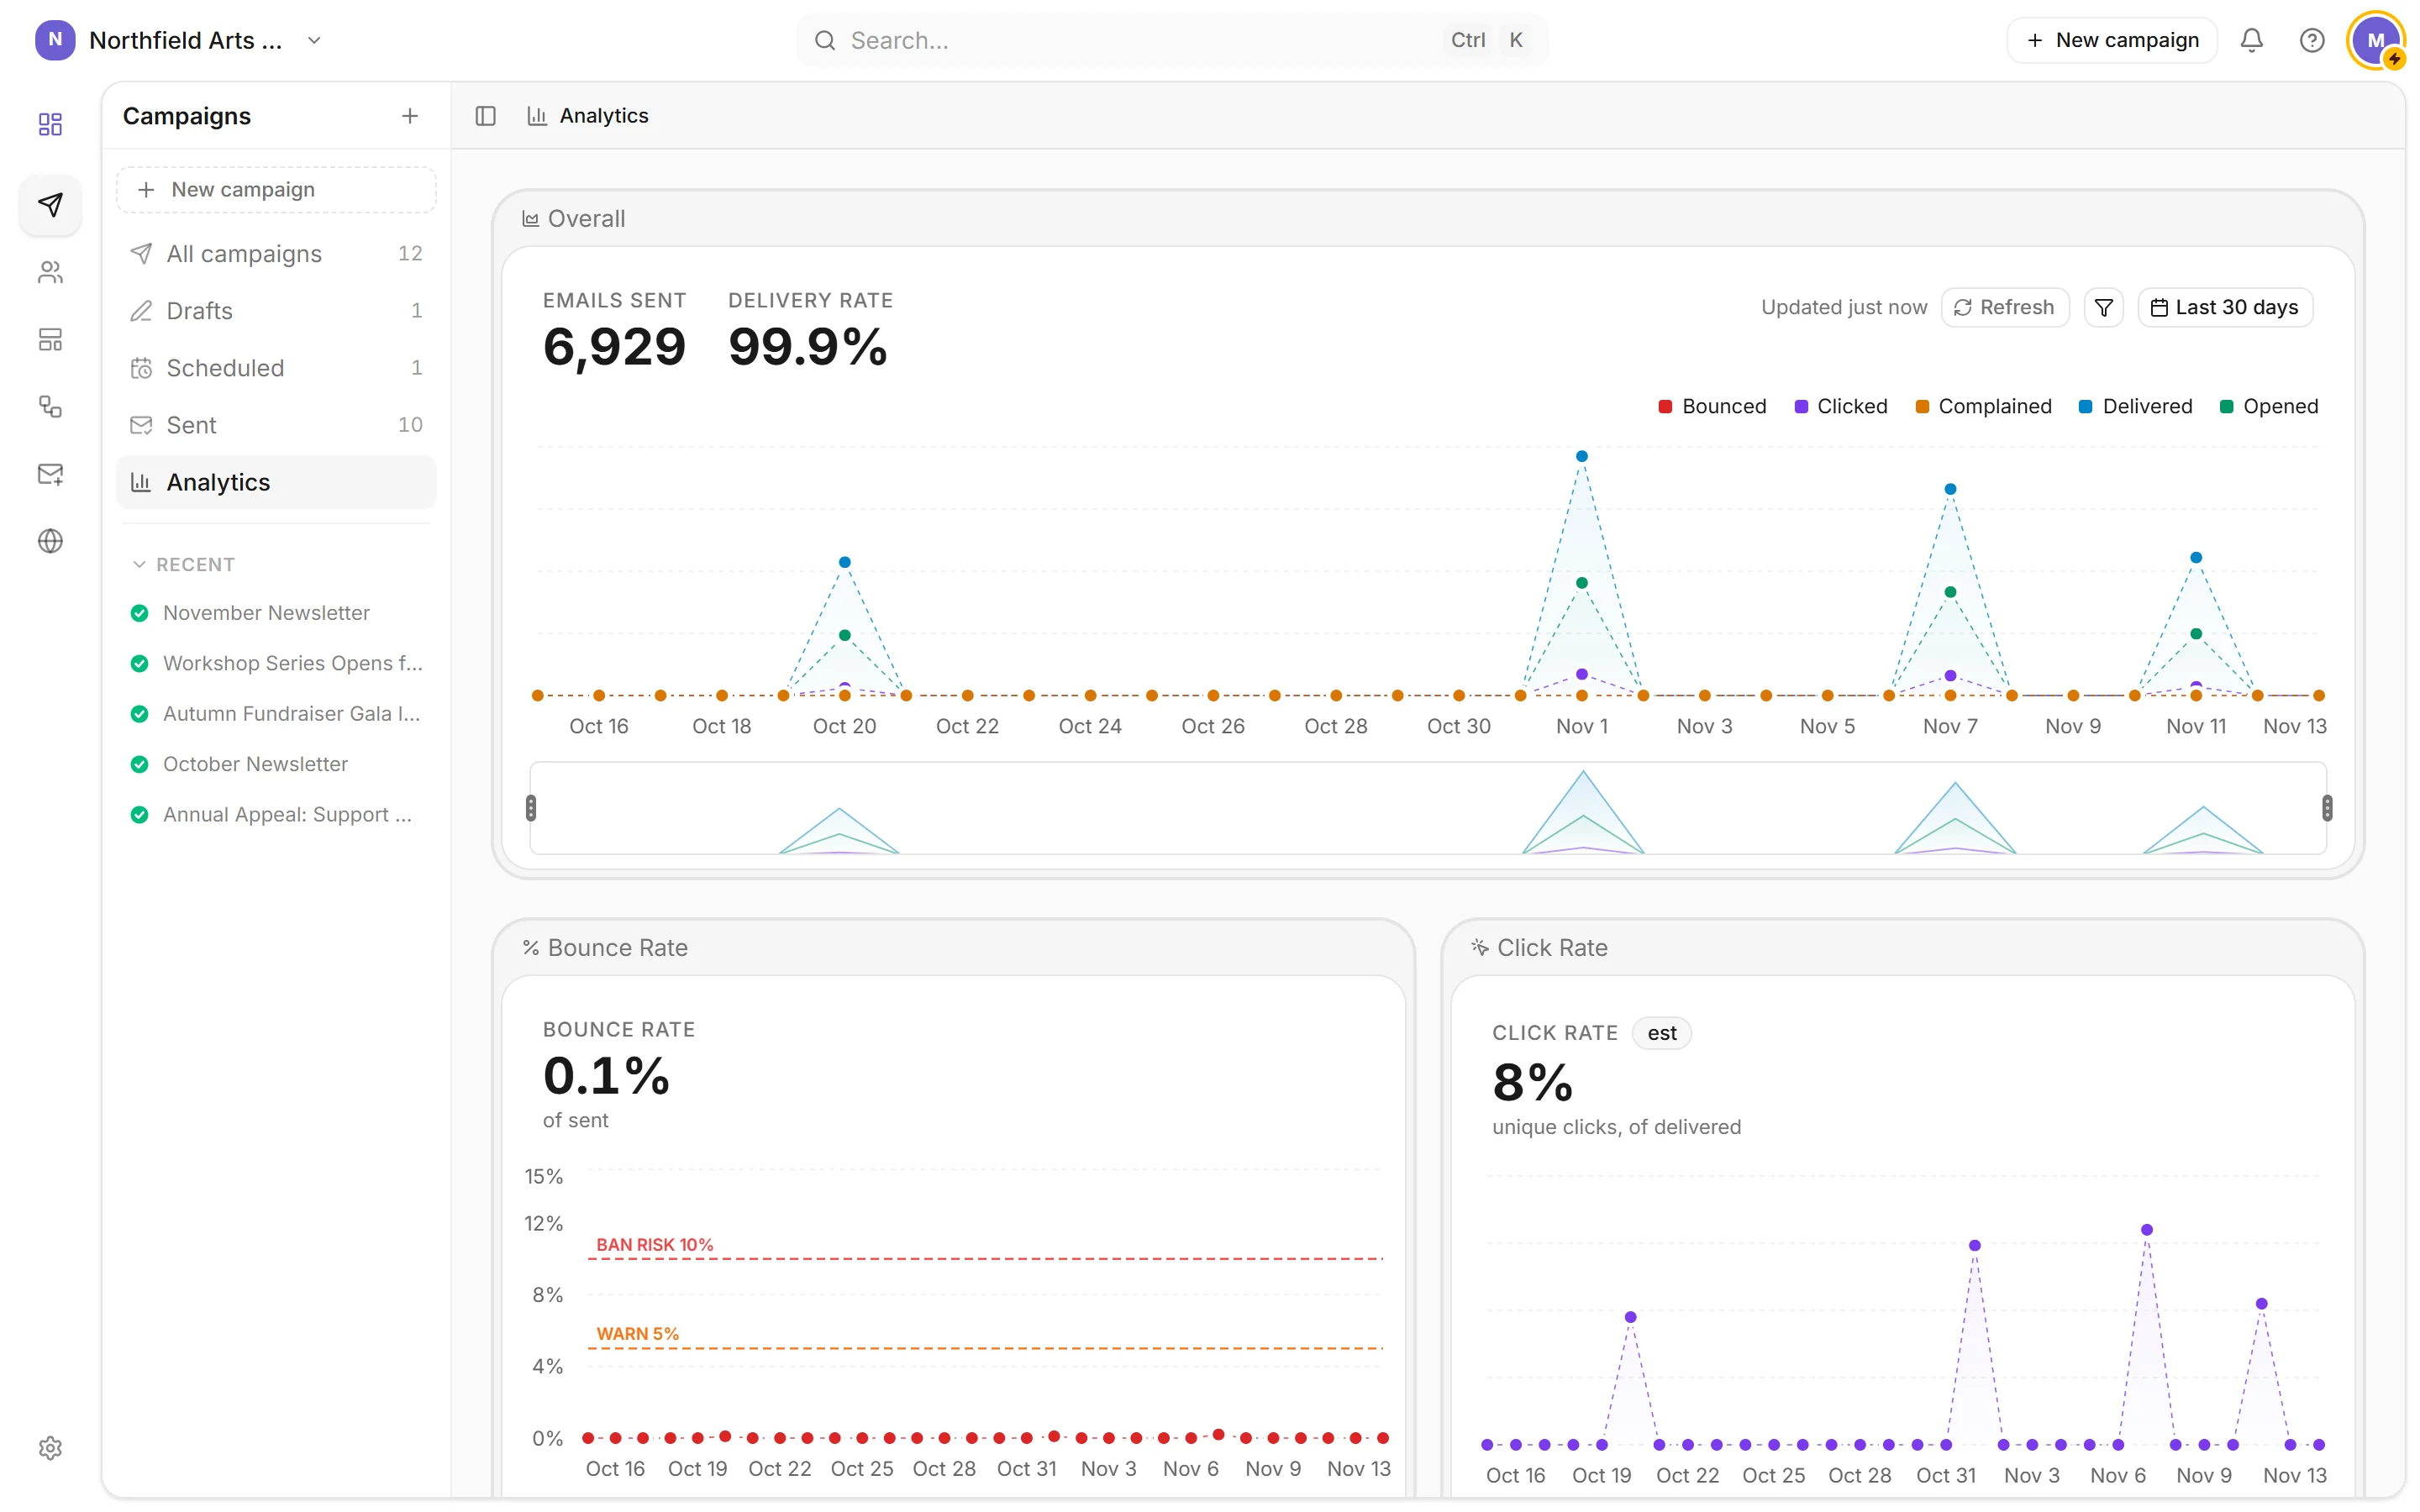 N Northfield Arts ...
Search...
Ctrl K
New campaign
M
Campaigns
New campaign
All campaigns 12
Drafts 1
Scheduled 1
Sent 10
Analytics
RECENT
November Newsletter
Workshop Series Opens f...
Autumn Fundraiser Gala I...
October Newsletter
Annual Appeal: Support ...
Analytics
Overall
EMAILS SENT
6,929
DELIVERY RATE
99.9%
Updated just now
Refresh
Last 30 days
Bounced Clicked Complained Delivered Opened
Oct 16 Oct 18 Oct 20 Oct 22 Oct 24 Oct 26 Oct 28 Oct 30 Nov 1 Nov 3 Nov 5 Nov 7 Nov 9 Nov 11 Nov 13
Bounce Rate
BOUNCE RATE
0.1%
of sent
15%
12%
BAN RISK 10%
8%
WARN 5%
4%
0%
Oct 16 Oct 19 Oct 22 Oct 25 Oct 28 Oct 31 Nov 3 Nov 6 Nov 9 Nov 13
Click Rate
CLICK RATE est
8%
unique clicks, of delivered
Oct 16 Oct 19 Oct 22 Oct 25 Oct 28 Oct 31 Nov 3 Nov 6 Nov 9 Nov 13